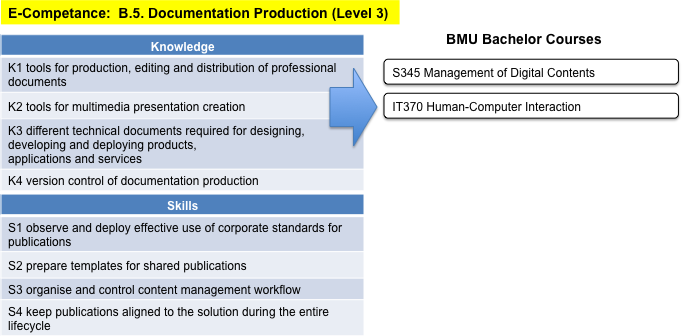 E-Competance: B.5. Documentation Production (Level 3)
Knowledge
K1 tools for production, editing and distribution of professional
documents
K2 tools for multimedia presentation creation
K3 different technical documents required for designing,
developing and deploying products,
applications and services
K4 version control of documentation production
Skills
S1 observe and deploy effective use of corporate standards for
publications
S2 prepare templates for shared publications
S3 organise and control content management workflow
S4 keep publications aligned to the solution during the entire
lifecycle
BMU Bachelor Courses
S345 Management of Digital Contents
IT370 Human-Computer Interaction